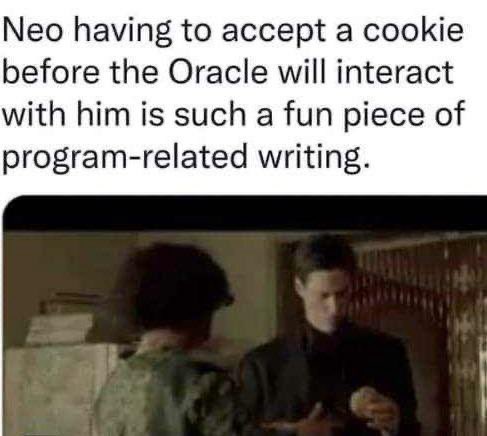 Neo having to accept a cookie
before the Oracle will interact
with him is such a fun piece of
program-related writing.